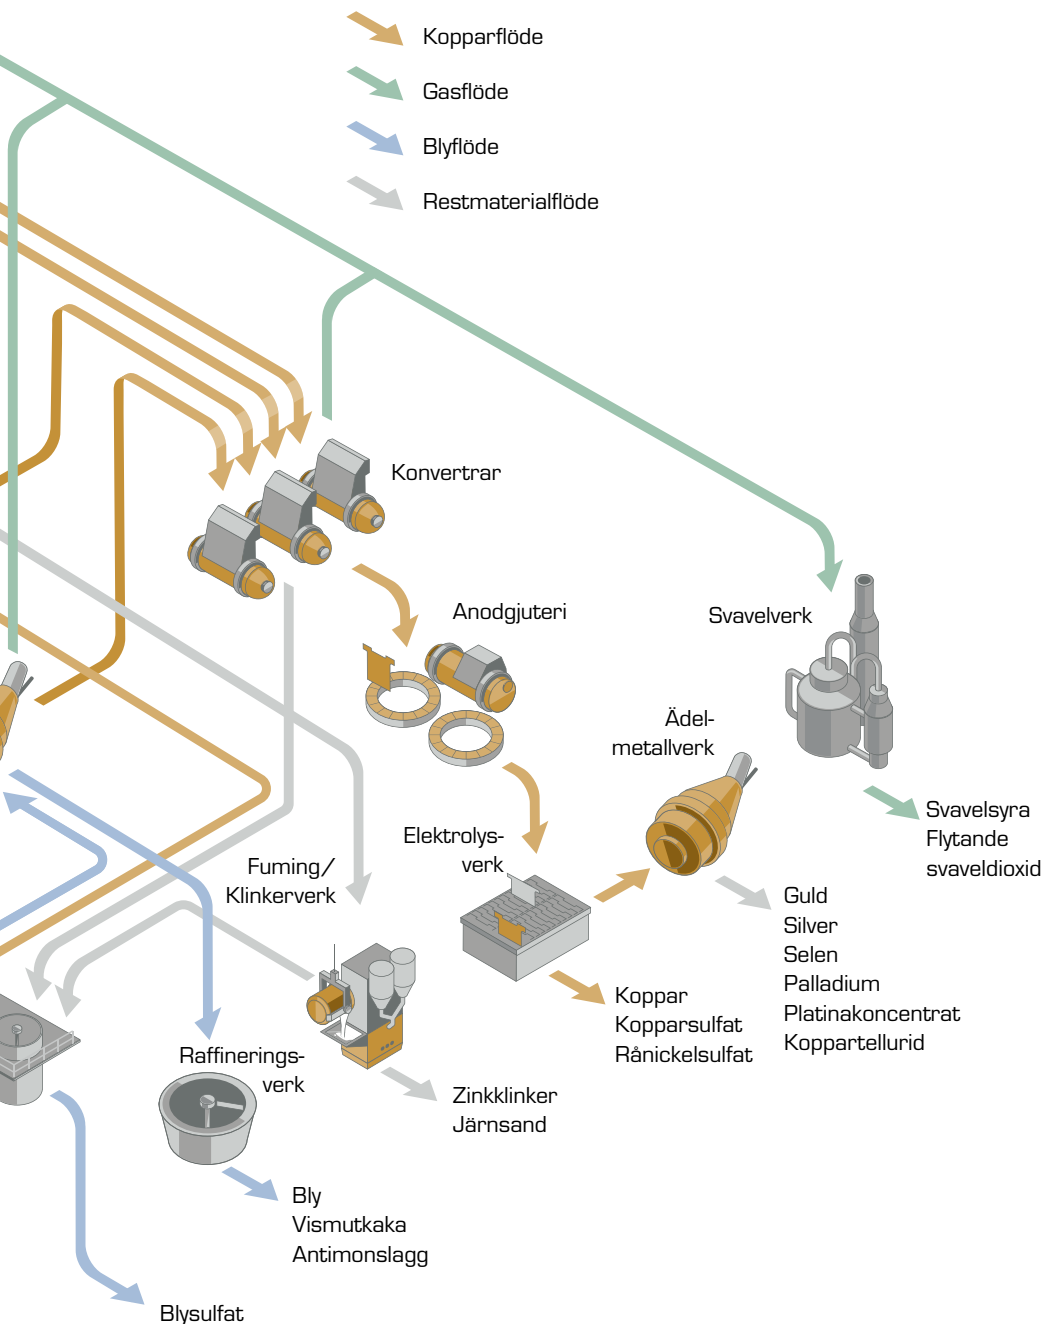 Kopparflöde
Gasflöde
Blyflöde
Restmaterialflöde
Konvertrar
Anodgjuteri
Svavelverk
Ädel-
metallverk
Svavelsyra
Flytande
svaveldioxid
Elektrolys-
verk
Fuming/
Klinkerverk
Guld
Silver
Selen
Palladium
Platinakoncentrat
Koppartellurid
Koppar
Kopparsulfat
Rånickelsulfat
Raffinerings-
verk
Zinkklinker
Järnsand
Bly
Vismutkaka
Antimonslagg
Blysulfat